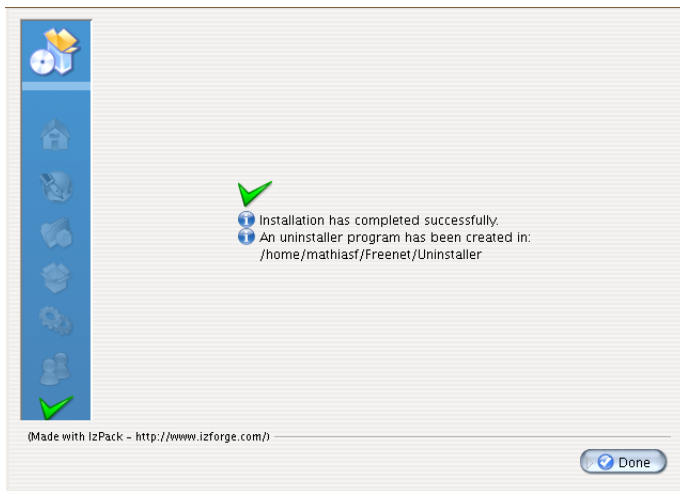 Installation has completed successfully.
An uninstaller program has been created in:
/home/mathiasf/Freenet/Uninstaller
(Made with IzPack - http://www.izforge.com/)
Done